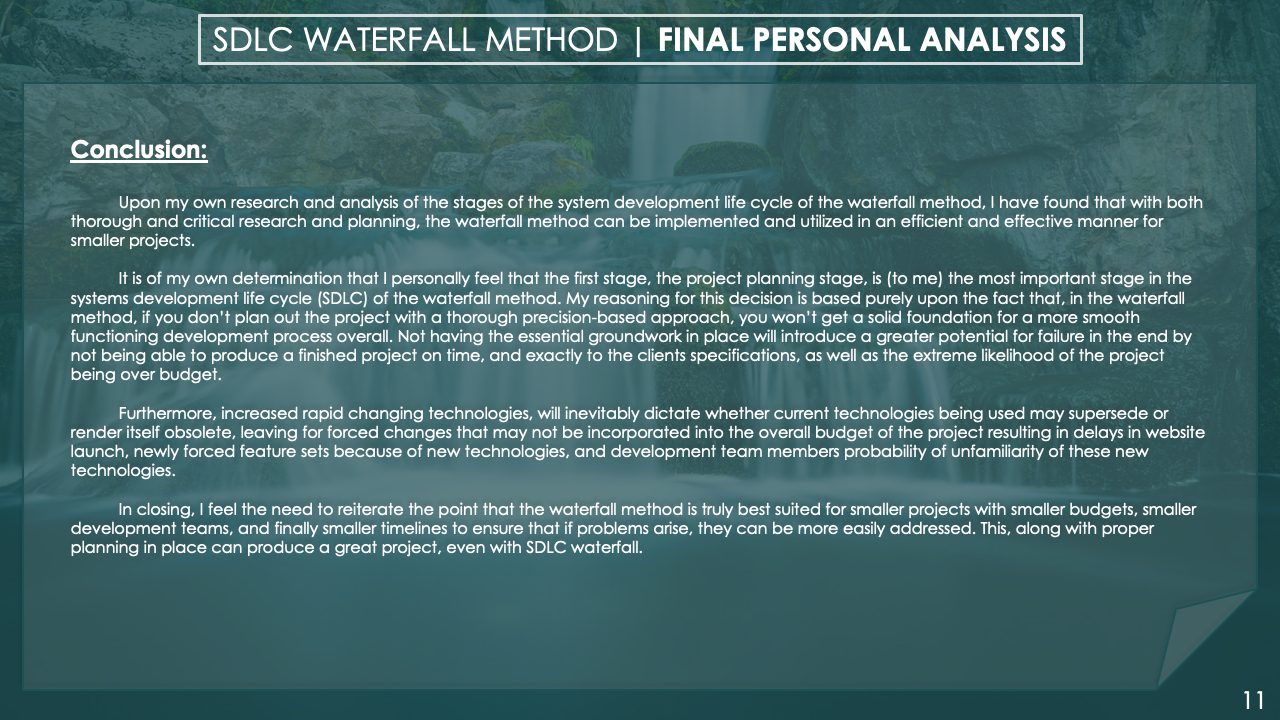 SDLC WATERFALL METHOD | FINAL PERSONAL ANALYSIS
Conclusion:
Upon my own research and analysis of the stages of the system development life cycle of the waterfall method, I have found that with both
thorough and critical research and planning, the waterfall method can be implemented and utilized in an efficient and effective manner for
smaller projects.
It is of my own determination that I personally feel that the first stage, the project planning stage, is (to me) the most important stage in the
systems development life cycle (SDLC) of the waterfall method. My reasoning for this decision is based purely upon the fact that, in the waterfall
method, if you don’t plan out the project with a thorough precision-based approach, you won’t get a solid foundation for a more smooth
functioning development process overall. Not having the essential groundwork in place will introduce a greater potential for failure in the end by
not being able to produce a finished project on time, and exactly to the clients specifications, as well as the extreme likelihood of the project
being over budget.
Furthermore, increased rapid changing technologies, will inevitably dictate whether current technologies being used may supersede or
render itself obsolete, leaving for forced changes that may not be incorporated into the overall budget of the project resulting in delays in website
launch, newly forced feature sets because of new technologies, and development team members probability of unfamiliarity of these new
technologies.
In closing, I feel the need to reiterate the point that the waterfall method is truly best suited for smaller projects with smaller budgets, smaller
development teams, and finally smaller timelines to ensure that if problems arise, they can be more easily addressed. This, along with proper
planning in place can produce a great project, even with SDLC waterfall.
11